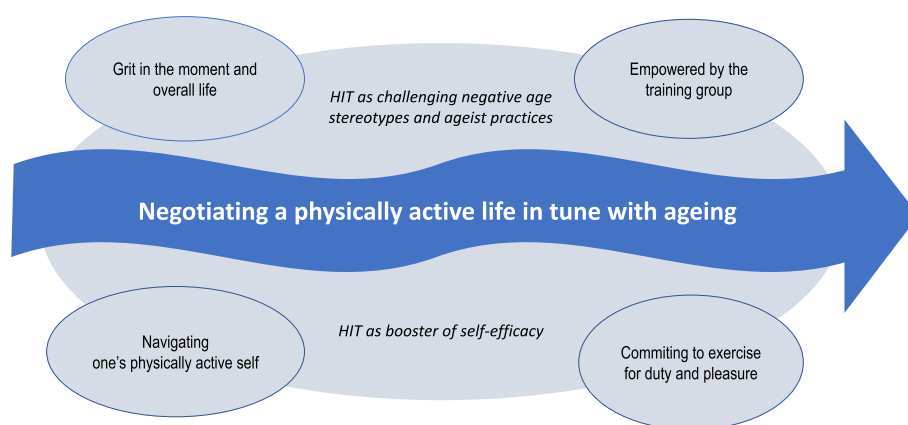 Grit in the moment and
overall life
Empowered by the
training group
HIT as challenging negative age
stereotypes and ageist practices
Negotiating a physically active life in tune with ageing
HIT as booster of self-efficacy
Navigating
one's physically active self
Commiting to exercise
for duty and pleasure